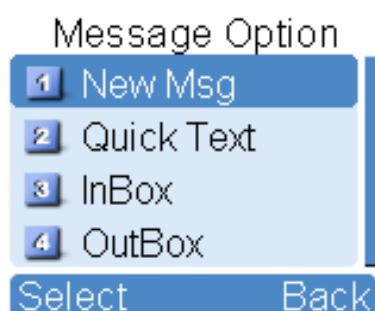 Message Option
1 New Msg
2 Quick Text
3 InBox
4 OutBox
Select Back